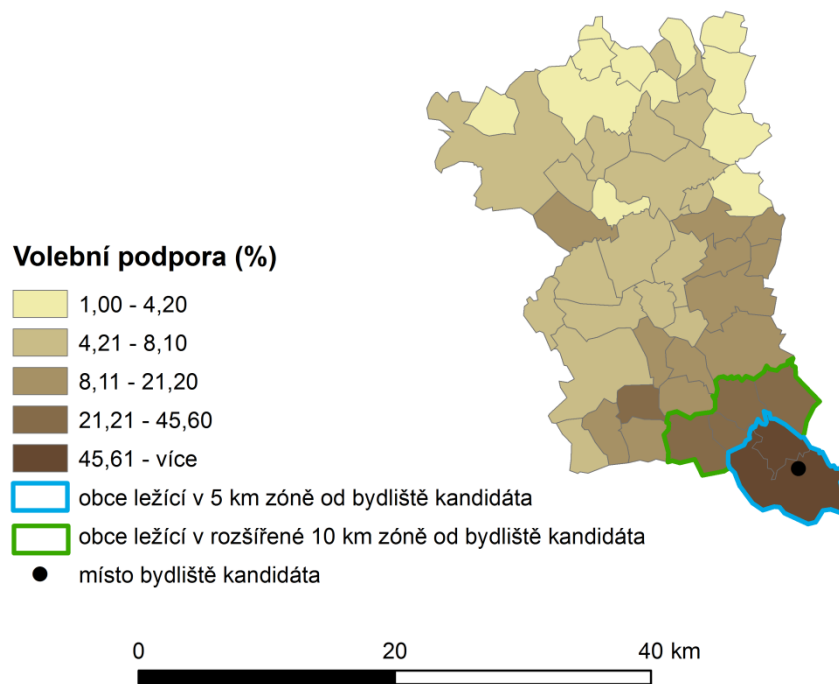 Volební podpora (%)
1,00 - 4,20
4,21 - 8,10
8,11 - 21,20
21,21 - 45,60
45,61 - více
obce ležící v 5 km zóně od bydliště kandidáta
obce ležící v rozšířené 10 km zóně od bydliště kandidáta
místo bydliště kandidáta
0 20 40 km